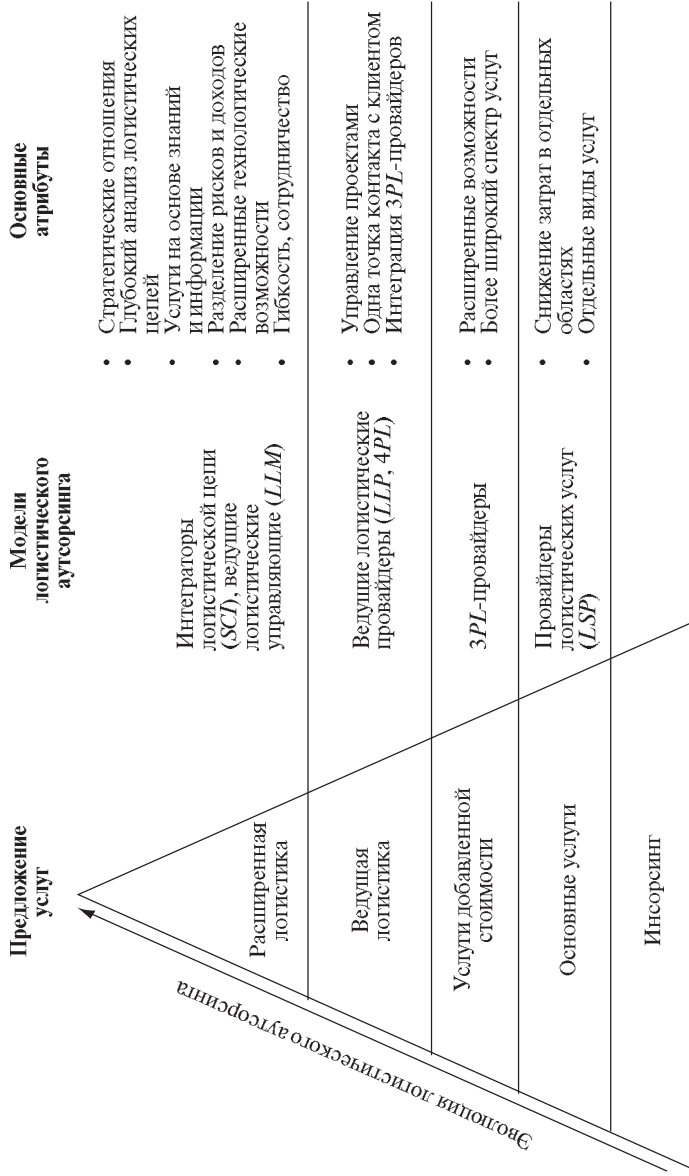 Предложение
услуг
Модели
логистического
аутсорсинга
Основные
атрибуты
Эволюция логистического аутсорсинга
Расширенная
логистика
Интеграторы
логистической цепи
(SCI), ведущие
логистические
управляющие (LLM)
• Стратегические отношения
• Глубокий анализ логистических
цепей
• Услуги на основе знаний
и информации
• Разделение рисков и доходов
• Расширенные технологические
возможности
• Гибкость, сотрудничество
Ведущая
логистика
Ведущие логистические
провайдеры (LLP, 4PL)
• Управление проектами
• Одна точка контакта с клиентом
• Интеграция 3PL-провайдеров
Услуги добавленной
стоимости
3PL-провайдеры
• Расширенные возможности
• Более широкий спектр услуг
Основные услуги
Провайдеры
логистических услуг
(LSP)
• Снижение затрат в отдельных
областях
• Отдельные виды услуг
Инсорсинг